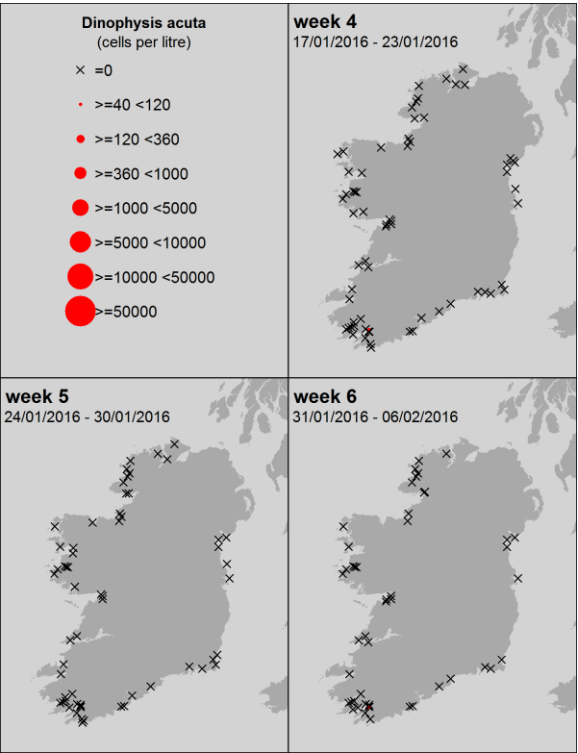 Dinophysis acuta
(cells per litre)
=0
>=40 <120
>=120 <360
>=360 <1000
>=1000 <5000
>=5000 <10000
>=10000 <50000
>=50000
week 4
17/01/2016 - 23/01/2016
week 5
24/01/2016 - 30/01/2016
week 6
31/01/2016 - 06/02/2016